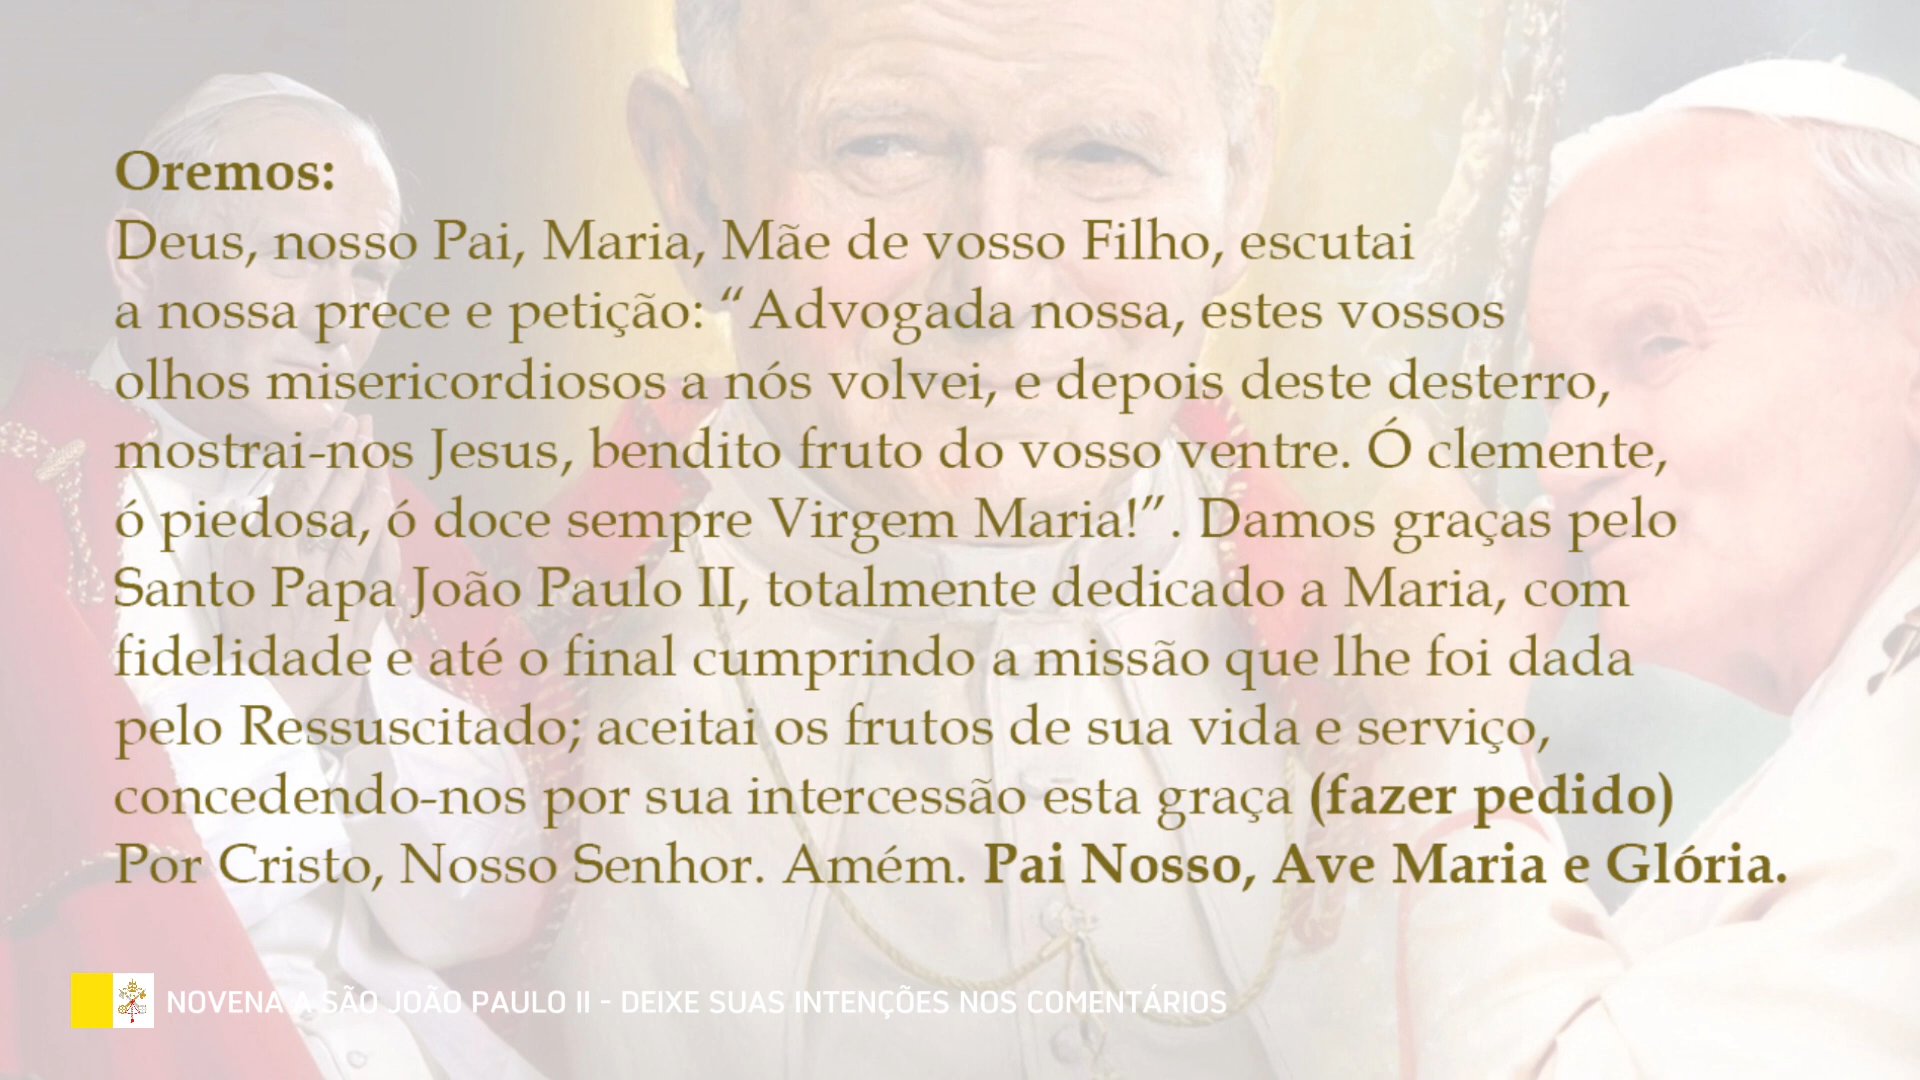 Oremos:
Deus, nosso Pai, Maria, Mãe de vosso Filho, escutai
a nossa prece e petição: “Advogada nossa, estes vossos
olhos misericordiosos a nós volvei, e depois deste desterro,
mostrai-nos Jesus, bendito fruto do vosso ventre. Ó clemente,
ó piedosa, ó doce sempre Virgem Maria!”. Damos graças pelo
Santo Papa João Paulo II, totalmente dedicado a Maria, com
fidelidade e até o final cumprindo a missão que lhe foi dada
pelo Ressuscitado; aceitai os frutos de sua vida e serviço,
concedendo-nos por sua intercessão esta graça (fazer pedido)
Por Cristo, Nosso Senhor. Amém. Pai Nosso, Ave Maria e Glória.
NOVENA A SÃO JOÃO PAULO II - DEIXE SUAS INTENÇÕES NOS COMENTÁRIOS